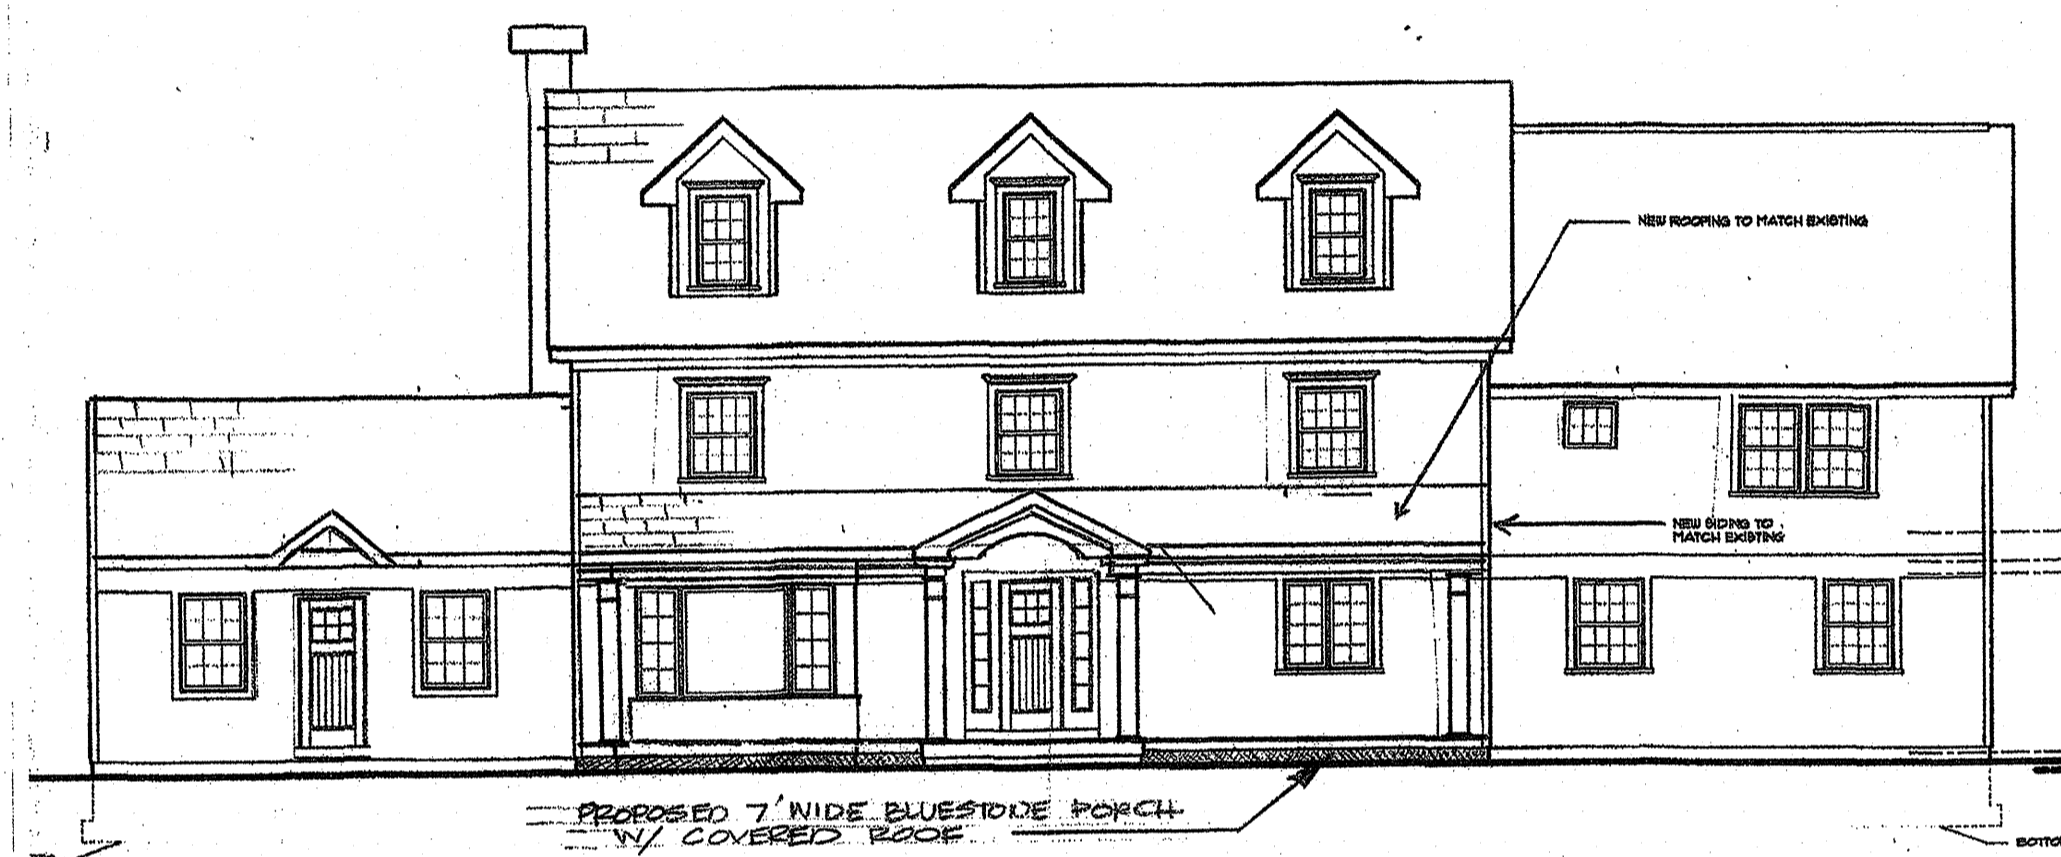 NEW ROOFING TO MATCH EXISTING
NEW SIDING TO
MATCH EXISTING
PROPOSED 7' WIDE BLUESTONE PORCH
W/ COVERED ROOF